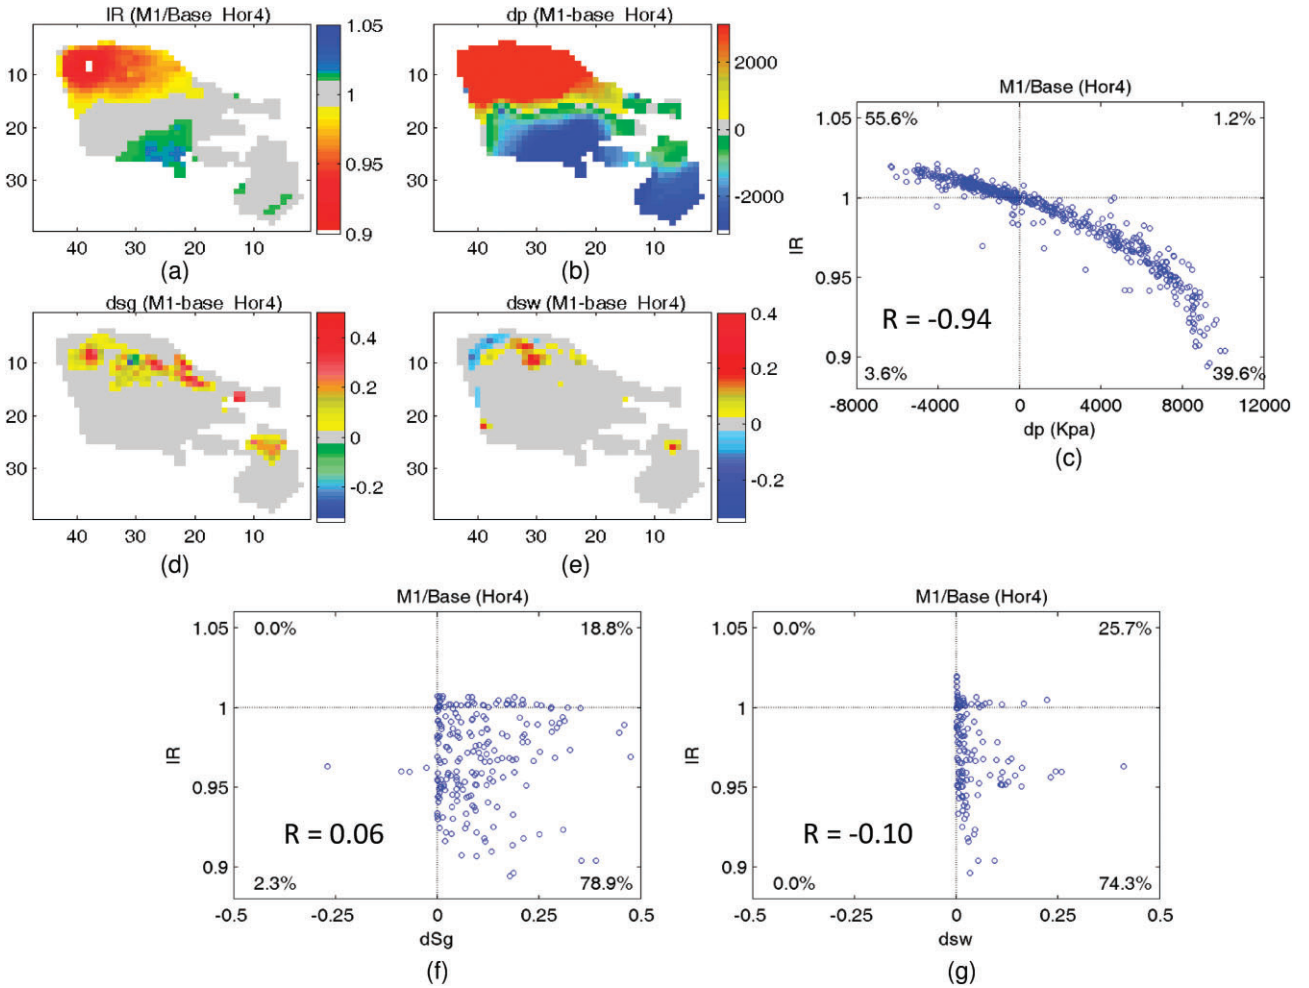 IR (M1/Base Hor4)
1.05
1
0.95
0.9
10
20
30
40 30 20 10
(a)
dp (M1-base Hor4)
2000
0
-2000
10
20
30
40 30 20 10
(b)
M1/Base (Hor4)
1.05
1
0.95
0.9
IR
55.6%
1.2%
R = -0.94
3.6%
39.6%
-8000 -4000 0 4000 8000 12000
dp (Kpa)
(c)
dsg (M1-base Hor4)
0.4
0.2
0
-0.2
10
20
30
40 30 20 10
(d)
dsw (M1-base Hor4)
0.4
0.2
0
-0.2
10
20
30
40 30 20 10
(e)
M1/Base (Hor4)
1.05
1
0.95
0.9
IR
0.0%
18.8%
R = 0.06
2.3%
78.9%
-0.5 -0.25 0 0.25 0.5
dSg
(f)
M1/Base (Hor4)
1.05
1
0.95
0.9
IR
0.0%
25.7%
R = -0.10
0.0%
74.3%
-0.5 -0.25 0 0.25 0.5
dsw
(g)